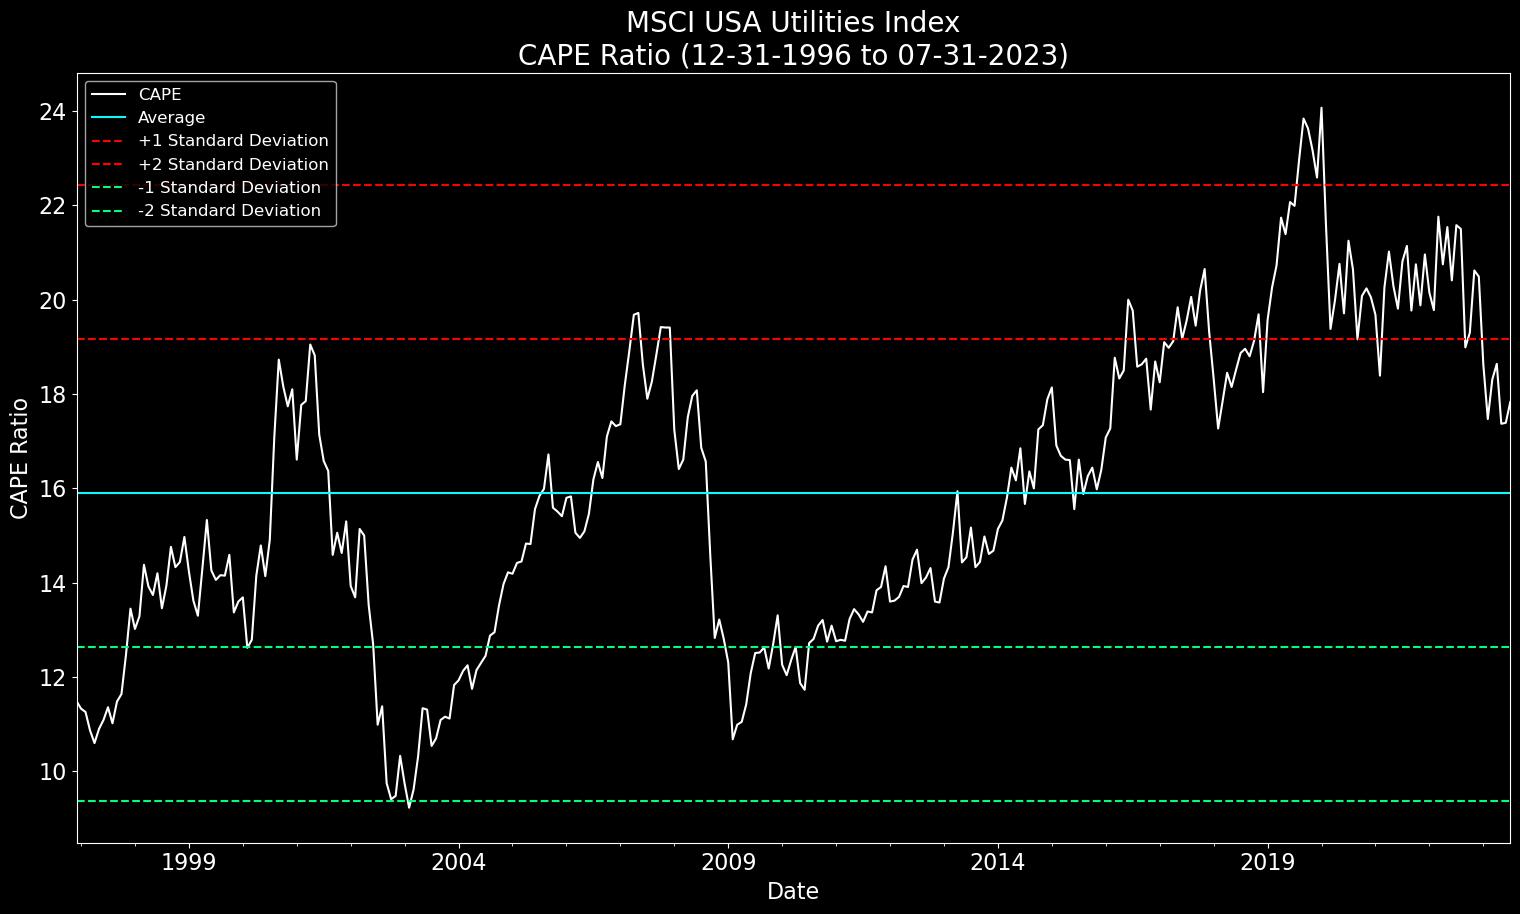 MSCI USA Utilities Index
CAPE Ratio (12-31-1996 to 07-31-2023)
CAPE
Average
+1 Standard Deviation
+2 Standard Deviation
-1 Standard Deviation
-2 Standard Deviation
CAPE Ratio
24
22
20
18
16
14
12
10
1999 2004 2009 2014 2019
Date